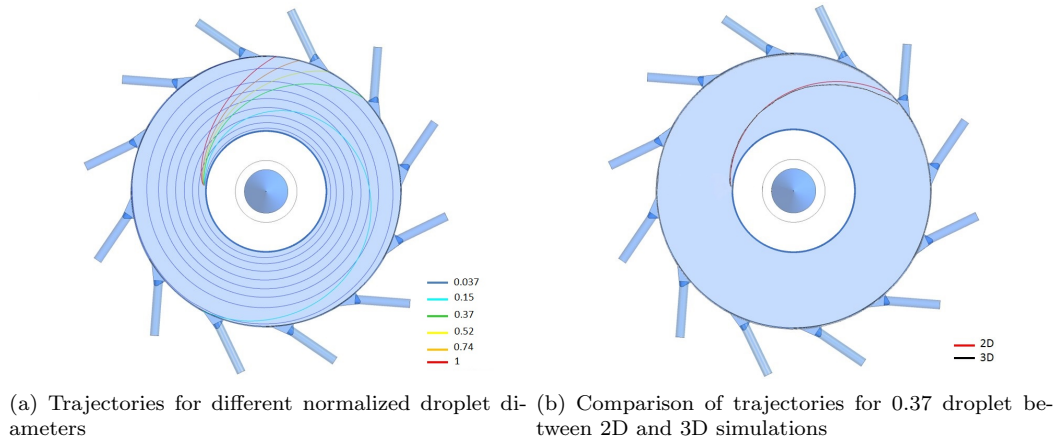 0.037
0.15
0.37
0.52
0.74
1
2D
3D
(a) Trajectories for different normalized droplet di-
ameters
(b) Comparison of trajectories for 0.37 droplet be-
tween 2D and 3D simulations